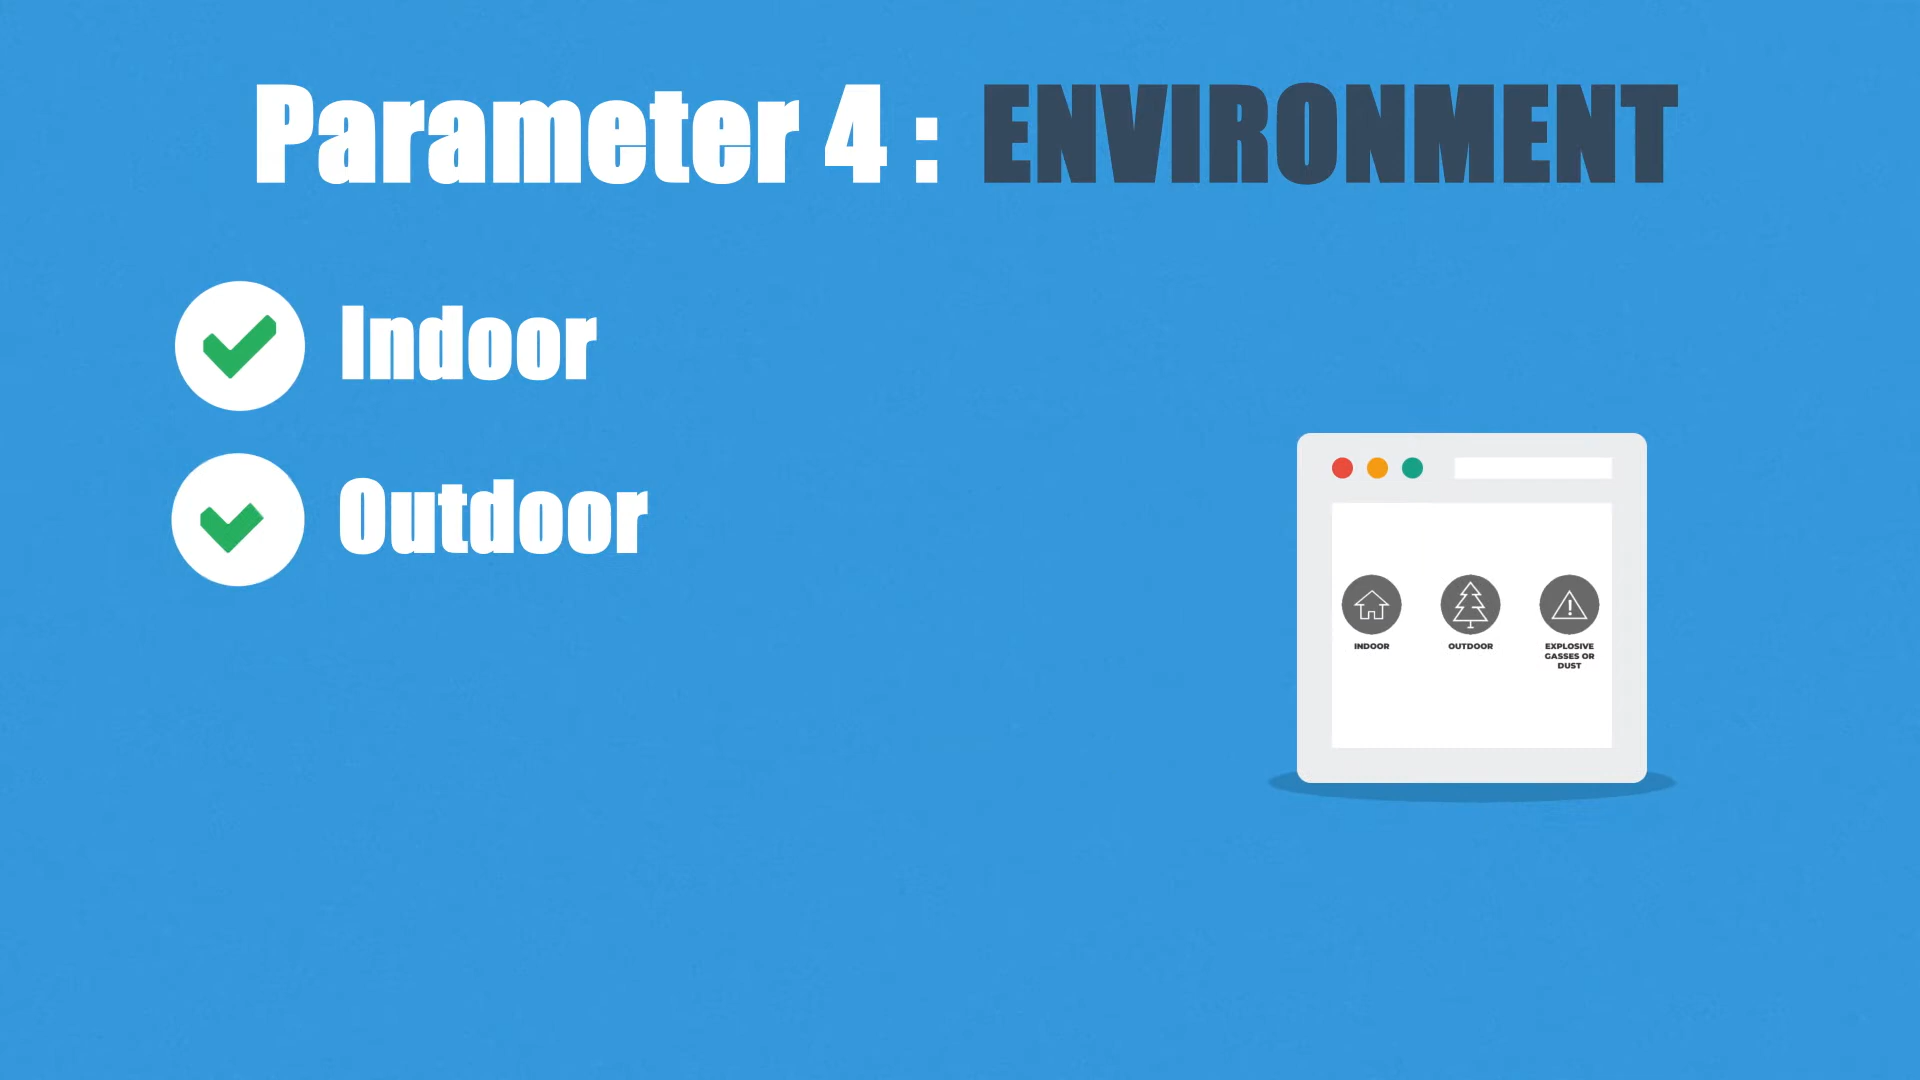 Parameter 4 : ENVIRONMENT
Indoor
Outdoor
INDOOR
OUTDOOR
EXPLOSIVE
GASSES OR
DUST